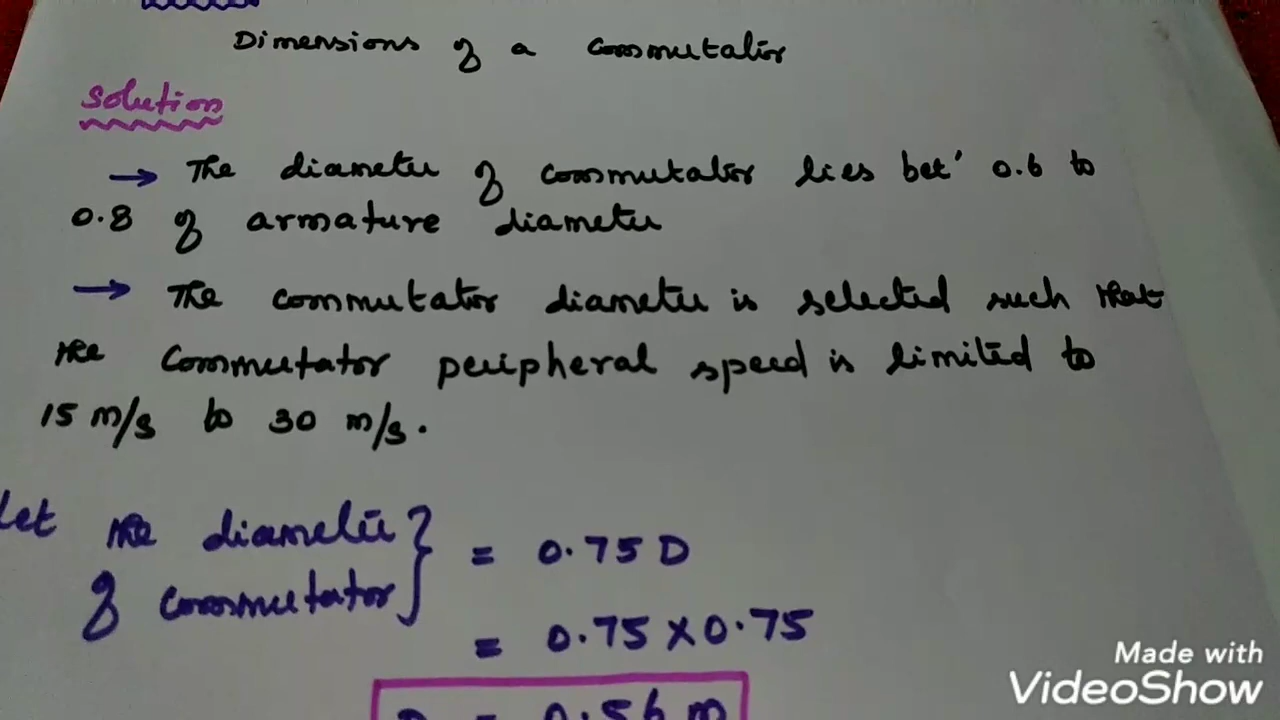 Dimensions of a Commutator
Solution
→ The diameter of commutator lies bet' 0.6 to
0.8 of armature diameter
→ The commutator diameter is selected such that
the commutator peripheral speed is limited to
15 m/s to 30 m/s.
Let the diameter
of commutator } = 0.75 D
= 0.75 × 0.75
= 0.56 m
Made with
VideoShow